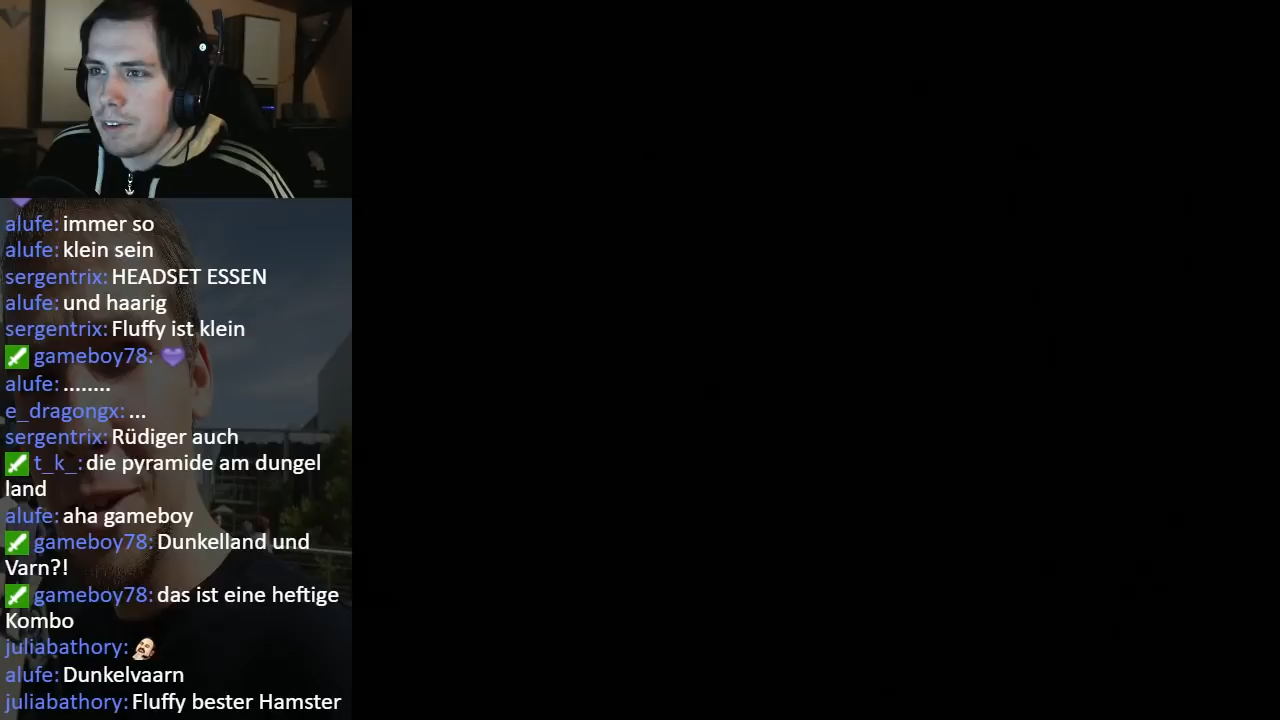 alufe: immer so
alufe: klein sein
sergentrix: HEADSET ESSEN
alufe: und haarig
sergentrix: Fluffy ist klein
gameboy78: 💜
alufe: ........
e_dragongx: ...
sergentrix: Rüdiger auch
t_k_: die pyramide am dungel
land
alufe: aha gameboy
gameboy78: Dunkelland und
Varn?!
gameboy78: das ist eine heftige
Kombo
juliabathory:
alufe: Dunkelvaarn
juliabathory: Fluffy bester Hamster